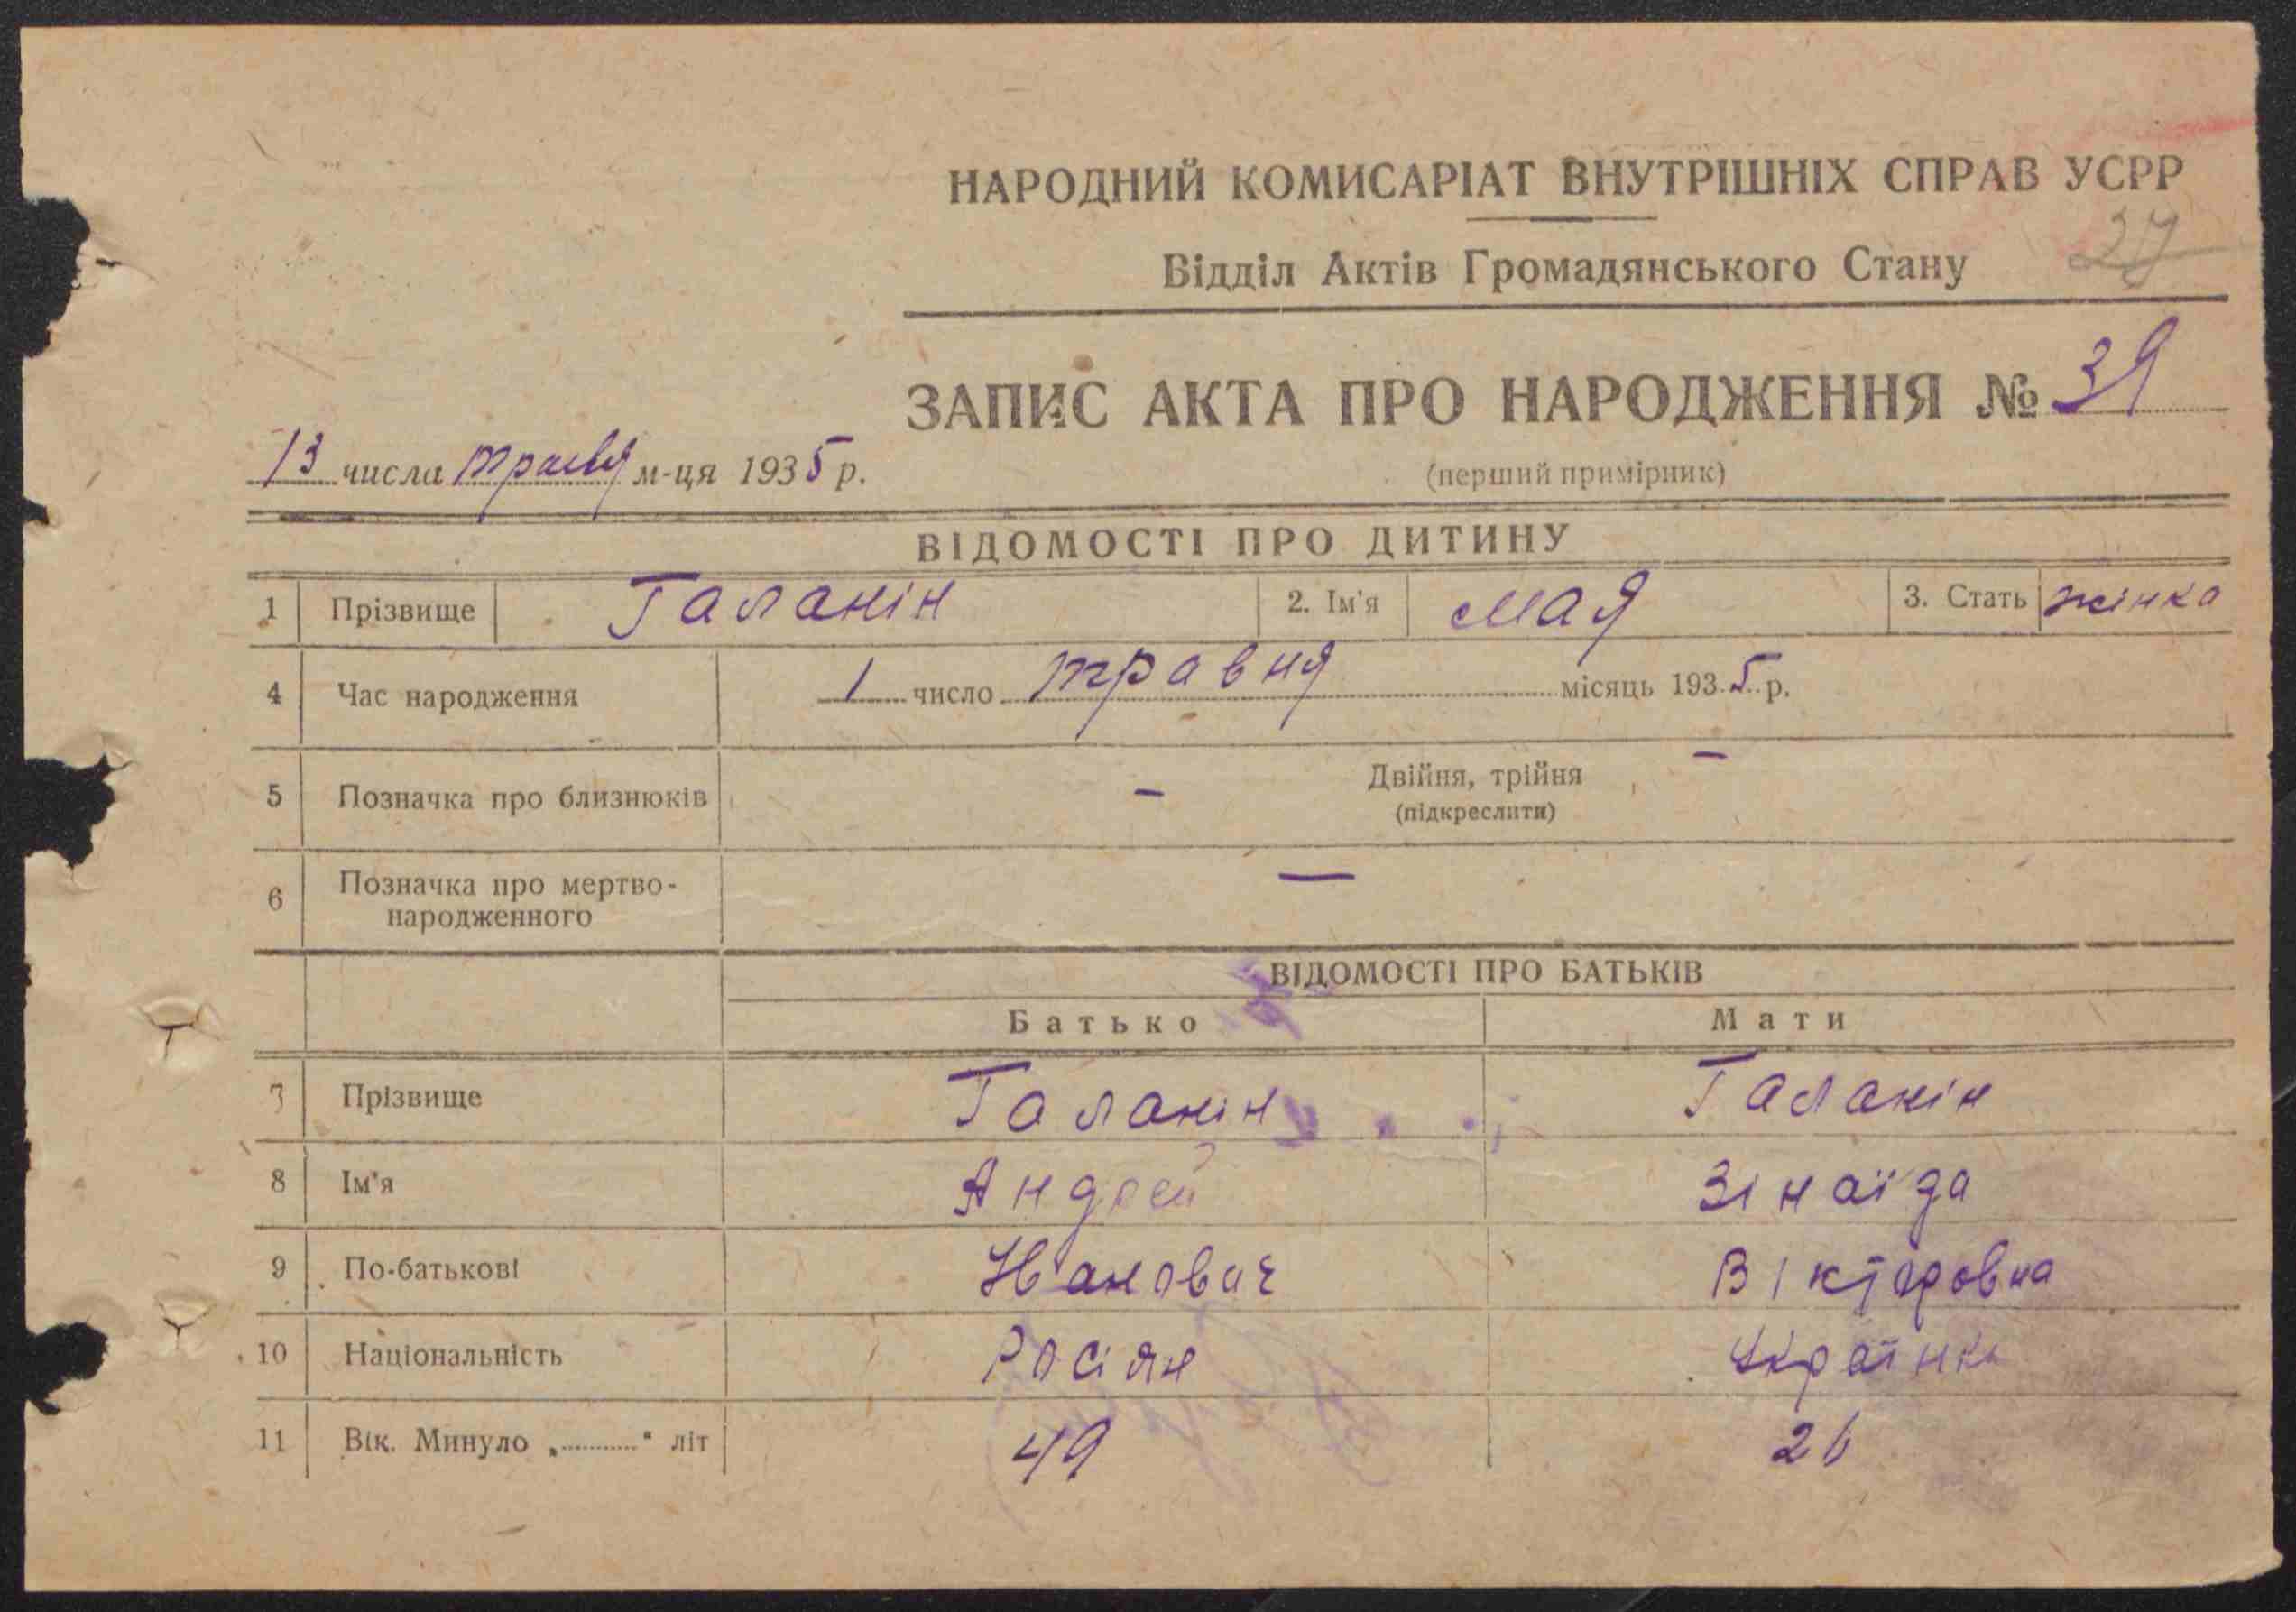 НАРОДНИЙ КОМИСАРІАТ ВНУТРІШНІХ СПРАВ УСРР
Відділ Актів Громадянського Стану
27
ЗАПИС АКТА ПРО НАРОДЖЕННЯ № 39
13 числа травня м-ця 1935 р.
(перший примірник)
ВІДОМОСТІ ПРО ДИТИНУ
1 Прізвище Галанін 2. Ім'я Мая 3. Стать жінка
4 Час народження 1 число травня місяць 1935 р.
5 Позначка про близнюків - Двійня, трійня -
(підкреслити)
6 Позначка про мертво-
народженного —
ВІДОМОСТІ ПРО БАТЬКІВ
Батько Мати
7 Прізвище Галанін Галанін
8 Ім'я Андрей Зінаїда
9 По-батькові Иванович Вікторовна
10 Національність Росіян Українка
11 Вік. Минуло „..........“ літ 49 26